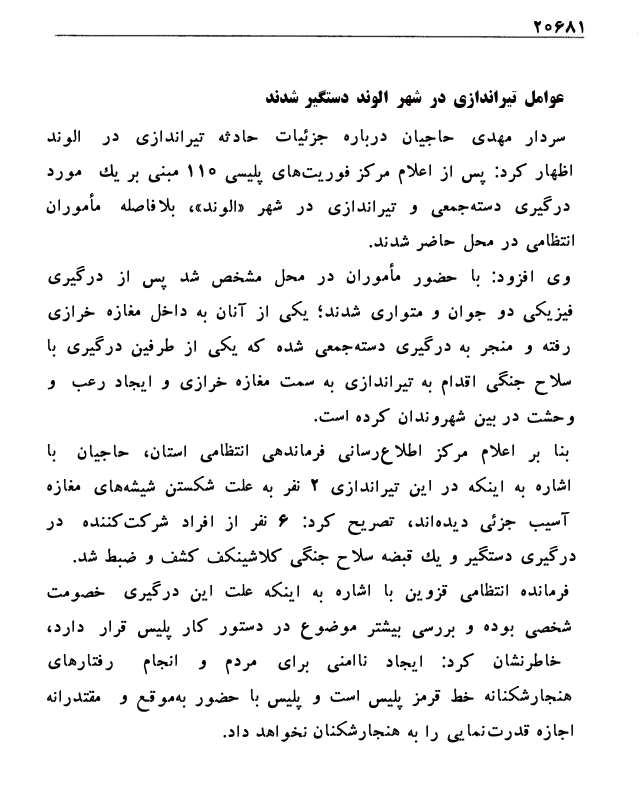 ۲۰۶۸۱
عوامل تیراندازی در شهر الوند دستگیر شدند
سردار مهدی حاجیان درباره جزئیات حادثه تیراندازی در الوند
اظهار کرد: پس از اعلام مرکز فوریت‌های پلیسی ۱۱۰ مبنی بر یك مورد
درگیری دسته‌جمعی و تیراندازی در شهر «الوند»، بلافاصله مأموران
انتظامی در محل حاضر شدند.
وی افزود: با حضور مأموران در محل مشخص شد پس از درگیری
فیزیکی دو جوان و متواری شدند؛ یکی از آنان به داخل مغازه خرازی
رفته و منجر به درگیری دسته‌جمعی شده که یکی از طرفین درگیری با
سلاح جنگی اقدام به تیراندازی به سمت مغازه خرازی و ایجاد رعب و
وحشت در بین شهروندان کرده است.
بنا بر اعلام مرکز اطلاع‌رسانی فرماندهی انتظامی استان، حاجیان با
اشاره به اینکه در این تیراندازی ۲ نفر به علت شکستن شیشه‌های مغازه
آسیب جزئی دیده‌اند، تصریح کرد: ۶ نفر از افراد شرکت‌کننده در
درگیری دستگیر و یك قبضه سلاح جنگی کلاشینکف کشف و ضبط شد.
فرمانده انتظامی قزوین با اشاره به اینکه علت این درگیری خصومت
شخصی بوده و بررسی بیشتر موضوع در دستور کار پلیس قرار دارد،
خاطرنشان کرد: ایجاد ناامنی برای مردم و انجام رفتارهای
هنجارشکنانه خط قرمز پلیس است و پلیس با حضور به‌موقع و مقتدرانه
اجازه قدرت‌نمایی را به هنجارشکنان نخواهد داد.